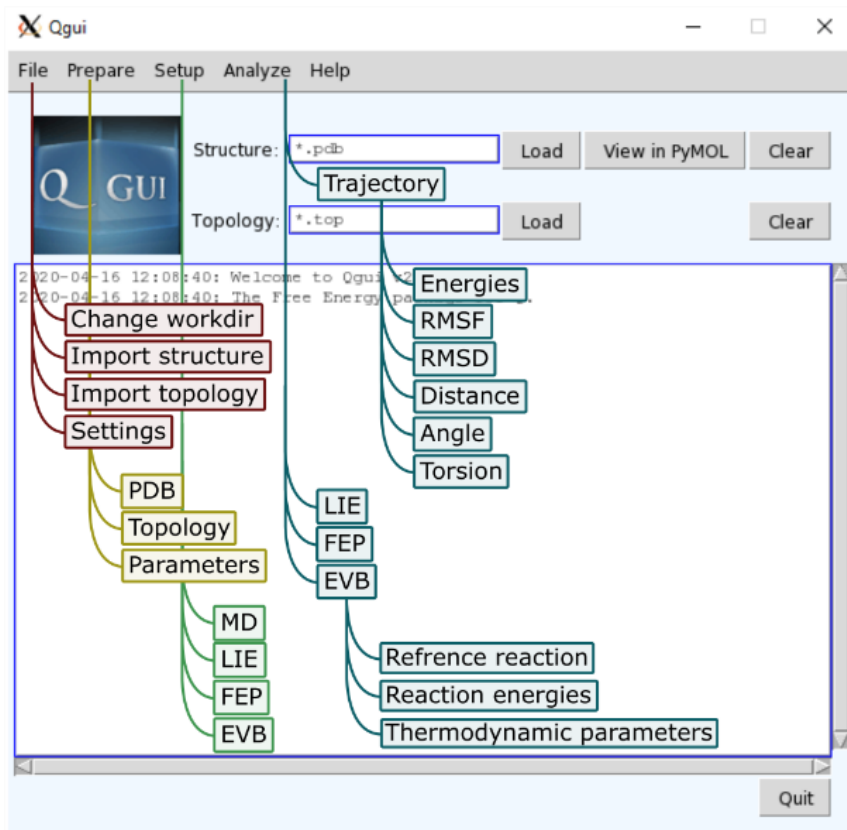 Qgui
File Prepare Setup Analyze Help
Q GUI
Structure: *.pdb Load View in PyMOL Clear
Trajectory
Topology: *.top Load Clear
2020-04-16 12:08:40: Welcome to Qgui
2020-04-16 12:08:40: The Free Energy
Energies
RMSF
RMSD
Distance
Angle
Torsion
Change workdir
Import structure
Import topology
Settings
PDB
Topology
Parameters
LIE
FEP
EVB
MD
LIE
FEP
EVB
Refrence reaction
Reaction energies
Thermodynamic parameters
Quit